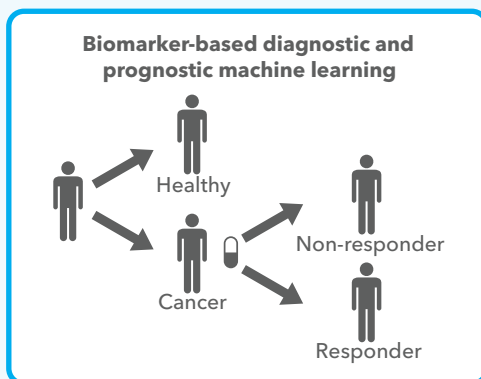 Biomarker-based diagnostic and
prognostic machine learning
Healthy
Non-responder
Cancer
Responder